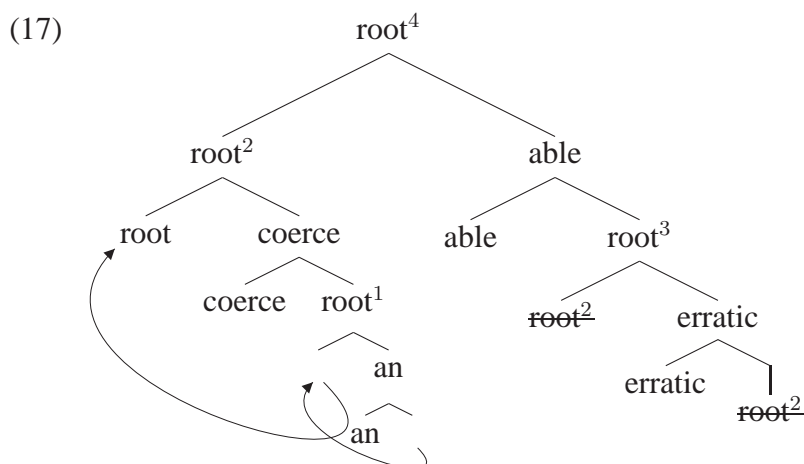 (17) root⁴
root² able
root coerce able root³
coerce root¹ ~~root²~~ erratic
an erratic ~~root²~~
an